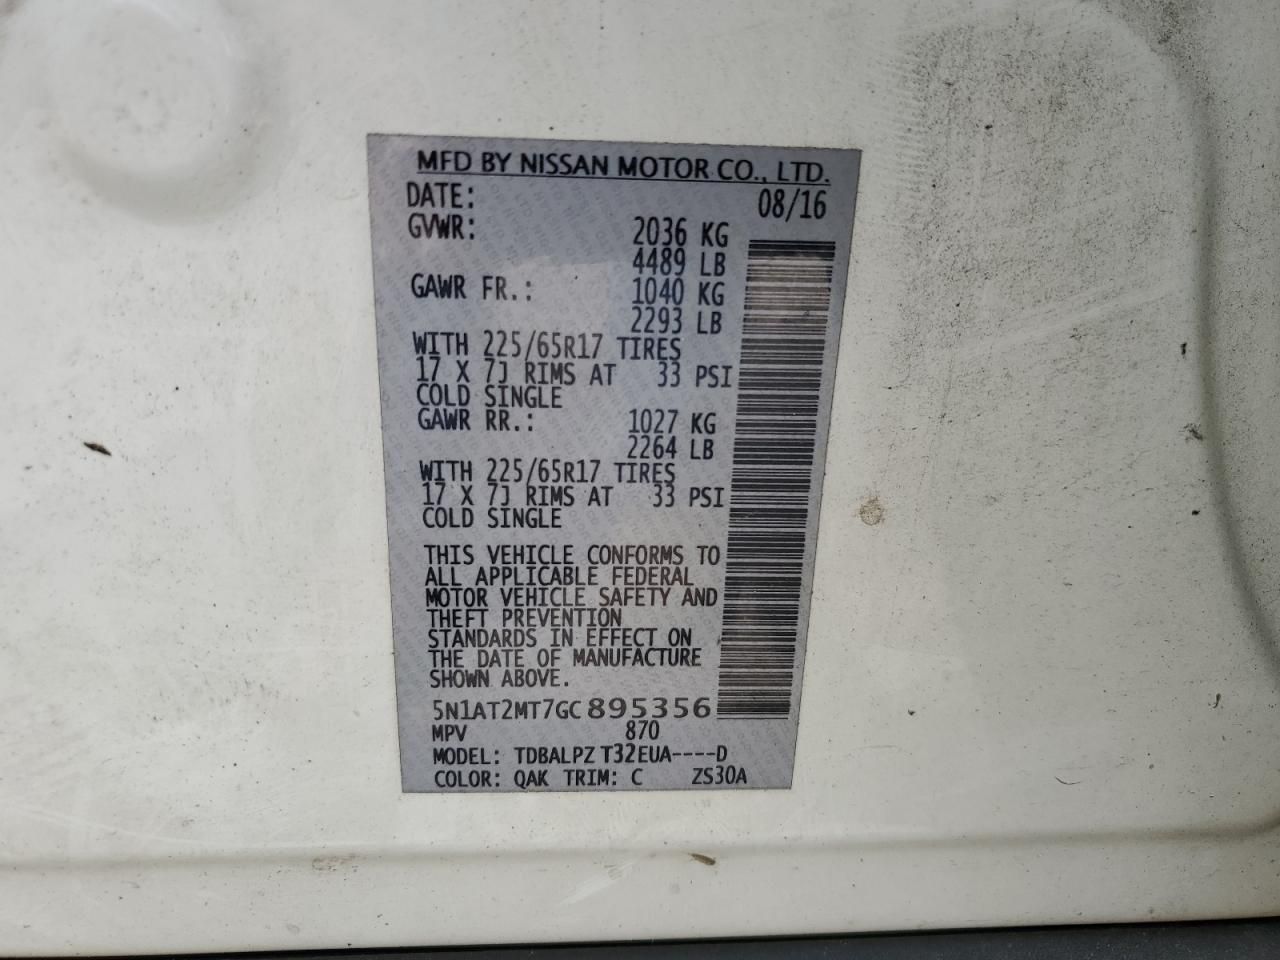 MFD BY NISSAN MOTOR CO., LTD.
DATE: 08/16
GVWR: 2036 KG
4489 LB
GAWR FR.: 1040 KG
2293 LB
WITH 225/65R17 TIRES
17 X 7J RIMS AT 33 PSI
COLD SINGLE
GAWR RR.: 1027 KG
2264 LB
WITH 225/65R17 TIRES
17 X 7J RIMS AT 33 PSI
COLD SINGLE
THIS VEHICLE CONFORMS TO
ALL APPLICABLE FEDERAL
MOTOR VEHICLE SAFETY AND
THEFT PREVENTION
STANDARDS IN EFFECT ON
THE DATE OF MANUFACTURE
SHOWN ABOVE.
5N1AT2MT7GC895356
MPV 870
MODEL: TDBALPZ T32EUA----D
COLOR: QAK TRIM: C ZS30A